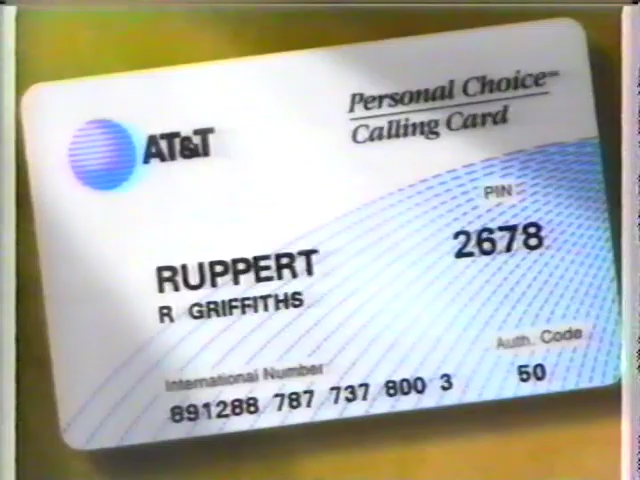 AT&T
Personal Choice℠
Calling Card
PIN:
2678
RUPPERT
R GRIFFITHS
International Number
891288 787 737 800 3
Auth. Code
50